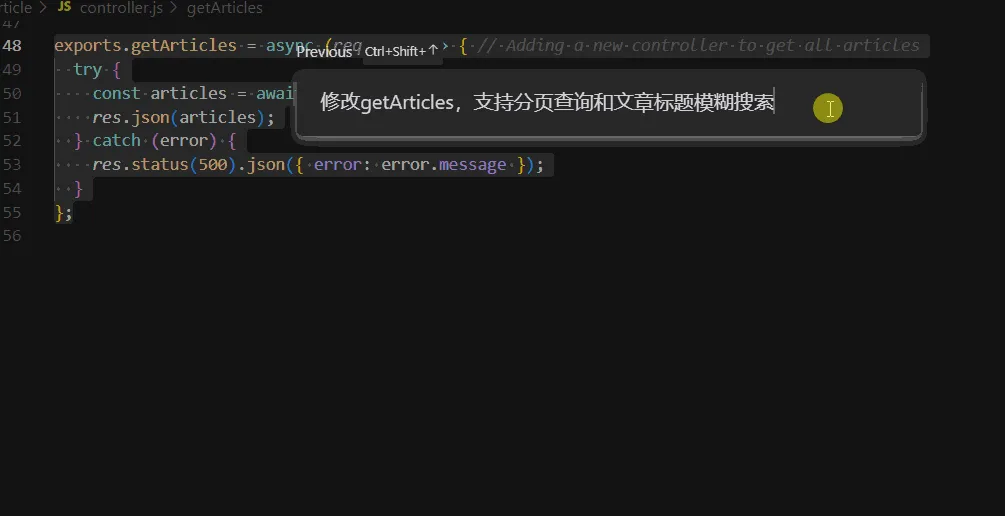 rticle > JS controller.js > getArticles
47
48 exports.getArticles = async (req { // Adding a new controller to get all articles
Previous Ctrl+Shift+↑
49 try {
50 const articles = awai
修改getArticles，支持分页查询和文章标题模糊搜索
51 res.json(articles);
52 } catch (error) {
53 res.status(500).json({ error: error.message });
54 }
55 };
56